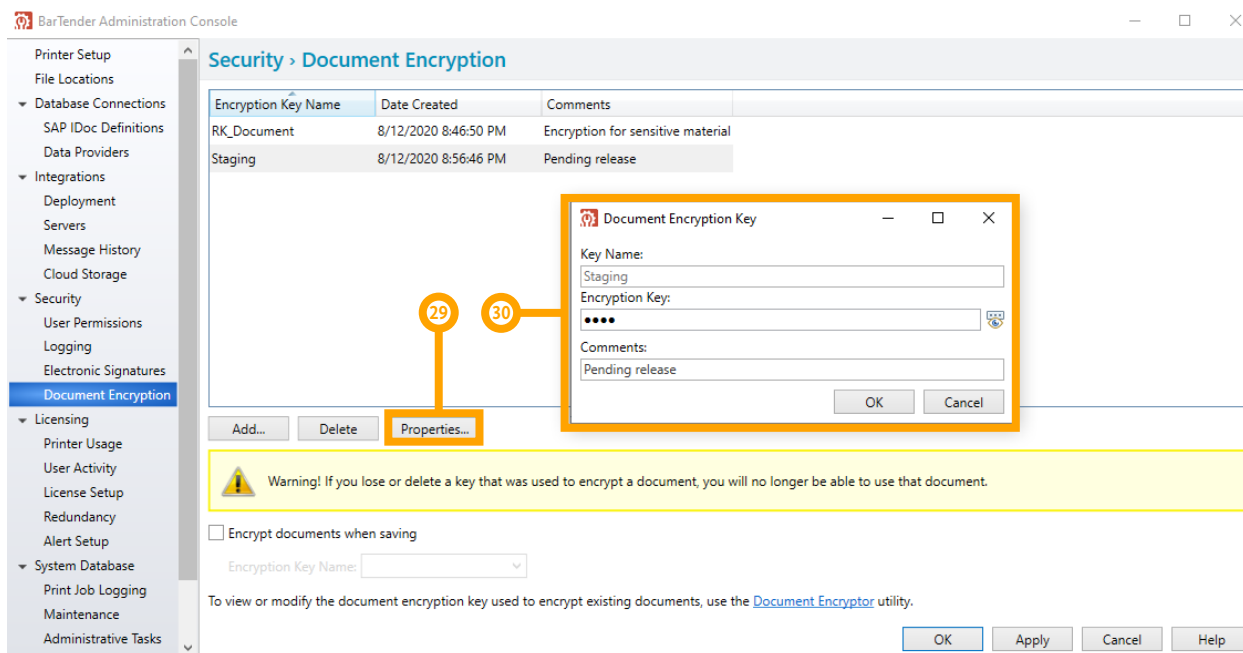 BarTender Administration Console
Printer Setup
File Locations
Database Connections
SAP IDoc Definitions
Data Providers
Integrations
Deployment
Servers
Message History
Cloud Storage
Security
User Permissions
Logging
Electronic Signatures
Document Encryption
Licensing
Printer Usage
User Activity
License Setup
Redundancy
Alert Setup
System Database
Print Job Logging
Maintenance
Administrative Tasks
Security › Document Encryption
Encryption Key Name Date Created Comments
RK_Document 8/12/2020 8:46:50 PM Encryption for sensitive material
Staging 8/12/2020 8:56:46 PM Pending release
29 30
Document Encryption Key
Key Name:
Staging
Encryption Key:
••••
Comments:
Pending release
OK Cancel
Add... Delete Properties...
Warning! If you lose or delete a key that was used to encrypt a document, you will no longer be able to use that document.
Encrypt documents when saving
Encryption Key Name:
To view or modify the document encryption key used to encrypt existing documents, use the Document Encryptor utility.
OK Apply Cancel Help